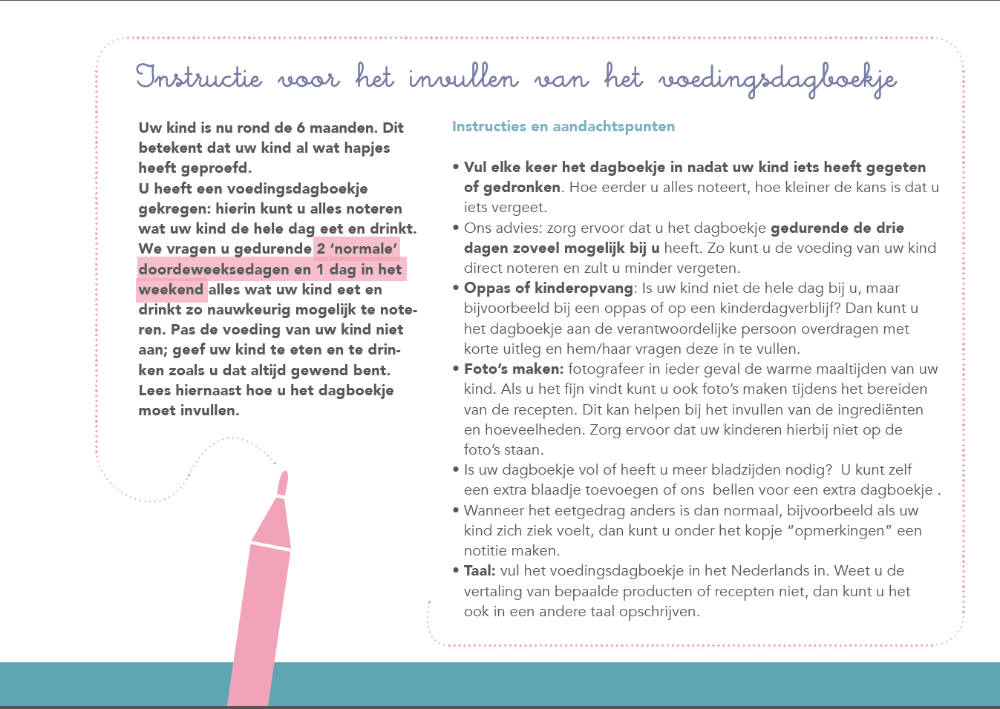 Instructie voor het invullen van het voedingsdagboekje
Uw kind is nu rond de 6 maanden. Dit
betekent dat uw kind al wat hapjes
heeft geproefd.
U heeft een voedingsdagboekje
gekregen: hierin kunt u alles noteren
wat uw kind de hele dag eet en drinkt.
We vragen u gedurende 2 ‘normale’
doordeweeksedagen en 1 dag in het
weekend alles wat uw kind eet en
drinkt zo nauwkeurig mogelijk te note-
ren. Pas de voeding van uw kind niet
aan; geef uw kind te eten en te drin-
ken zoals u dat altijd gewend bent.
Lees hiernaast hoe u het dagboekje
moet invullen.
Instructies en aandachtspunten
• Vul elke keer het dagboekje in nadat uw kind iets heeft gegeten
of gedronken. Hoe eerder u alles noteert, hoe kleiner de kans is dat u
iets vergeet.
• Ons advies: zorg ervoor dat u het dagboekje gedurende de drie
dagen zoveel mogelijk bij u heeft. Zo kunt u de voeding van uw kind
direct noteren en zult u minder vergeten.
• Oppas of kinderopvang: Is uw kind niet de hele dag bij u, maar
bijvoorbeeld bij een oppas of op een kinderdagverblijf? Dan kunt u
het dagboekje aan de verantwoordelijke persoon overdragen met
korte uitleg en hem/haar vragen deze in te vullen.
• Foto’s maken: fotografeer in ieder geval de warme maaltijden van uw
kind. Als u het fijn vindt kunt u ook foto’s maken tijdens het bereiden
van de recepten. Dit kan helpen bij het invullen van de ingrediënten
en hoeveelheden. Zorg ervoor dat uw kinderen hierbij niet op de
foto’s staan.
• Is uw dagboekje vol of heeft u meer bladzijden nodig?  U kunt zelf
een extra blaadje toevoegen of ons  bellen voor een extra dagboekje .
• Wanneer het eetgedrag anders is dan normaal, bijvoorbeeld als uw
kind zich ziek voelt, dan kunt u onder het kopje “opmerkingen” een
notitie maken.
• Taal: vul het voedingsdagboekje in het Nederlands in. Weet u de
vertaling van bepaalde producten of recepten niet, dan kunt u het
ook in een andere taal opschrijven.